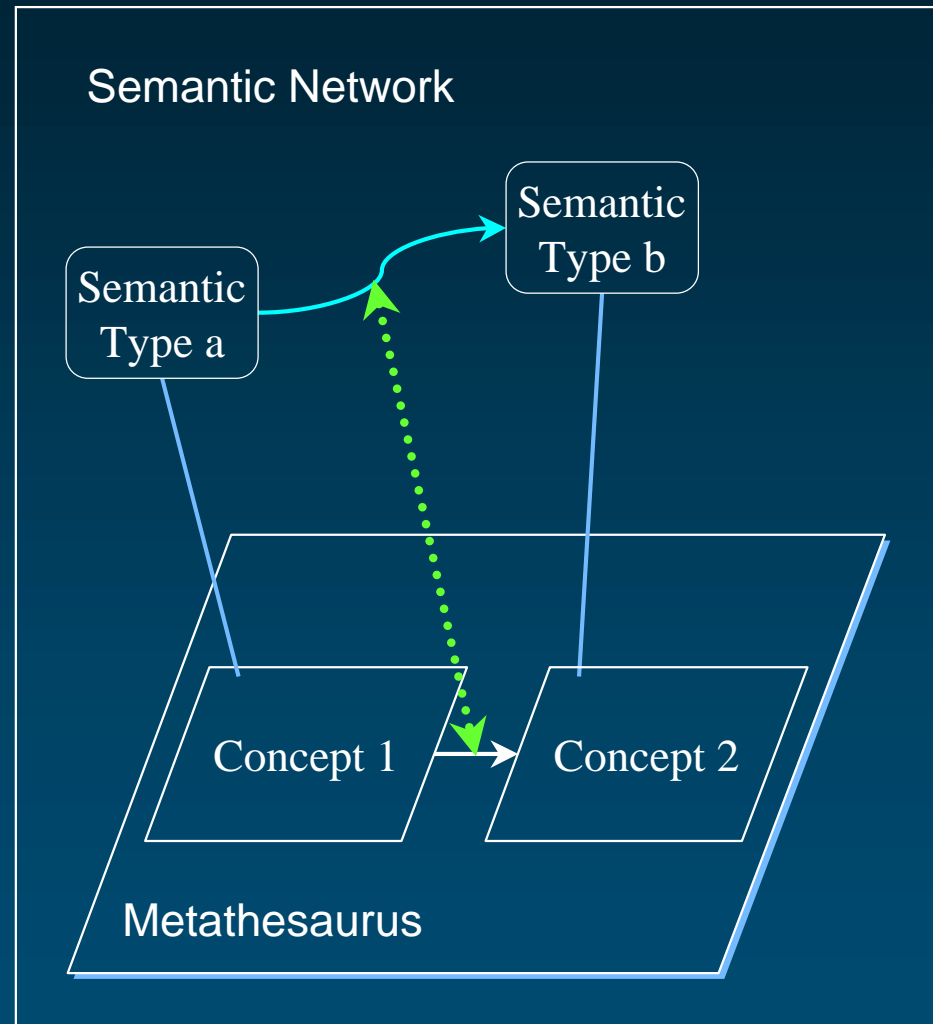 Semantic Network
Semantic
Type b
Semantic
Type a
Concept 1
Concept 2
Metathesaurus